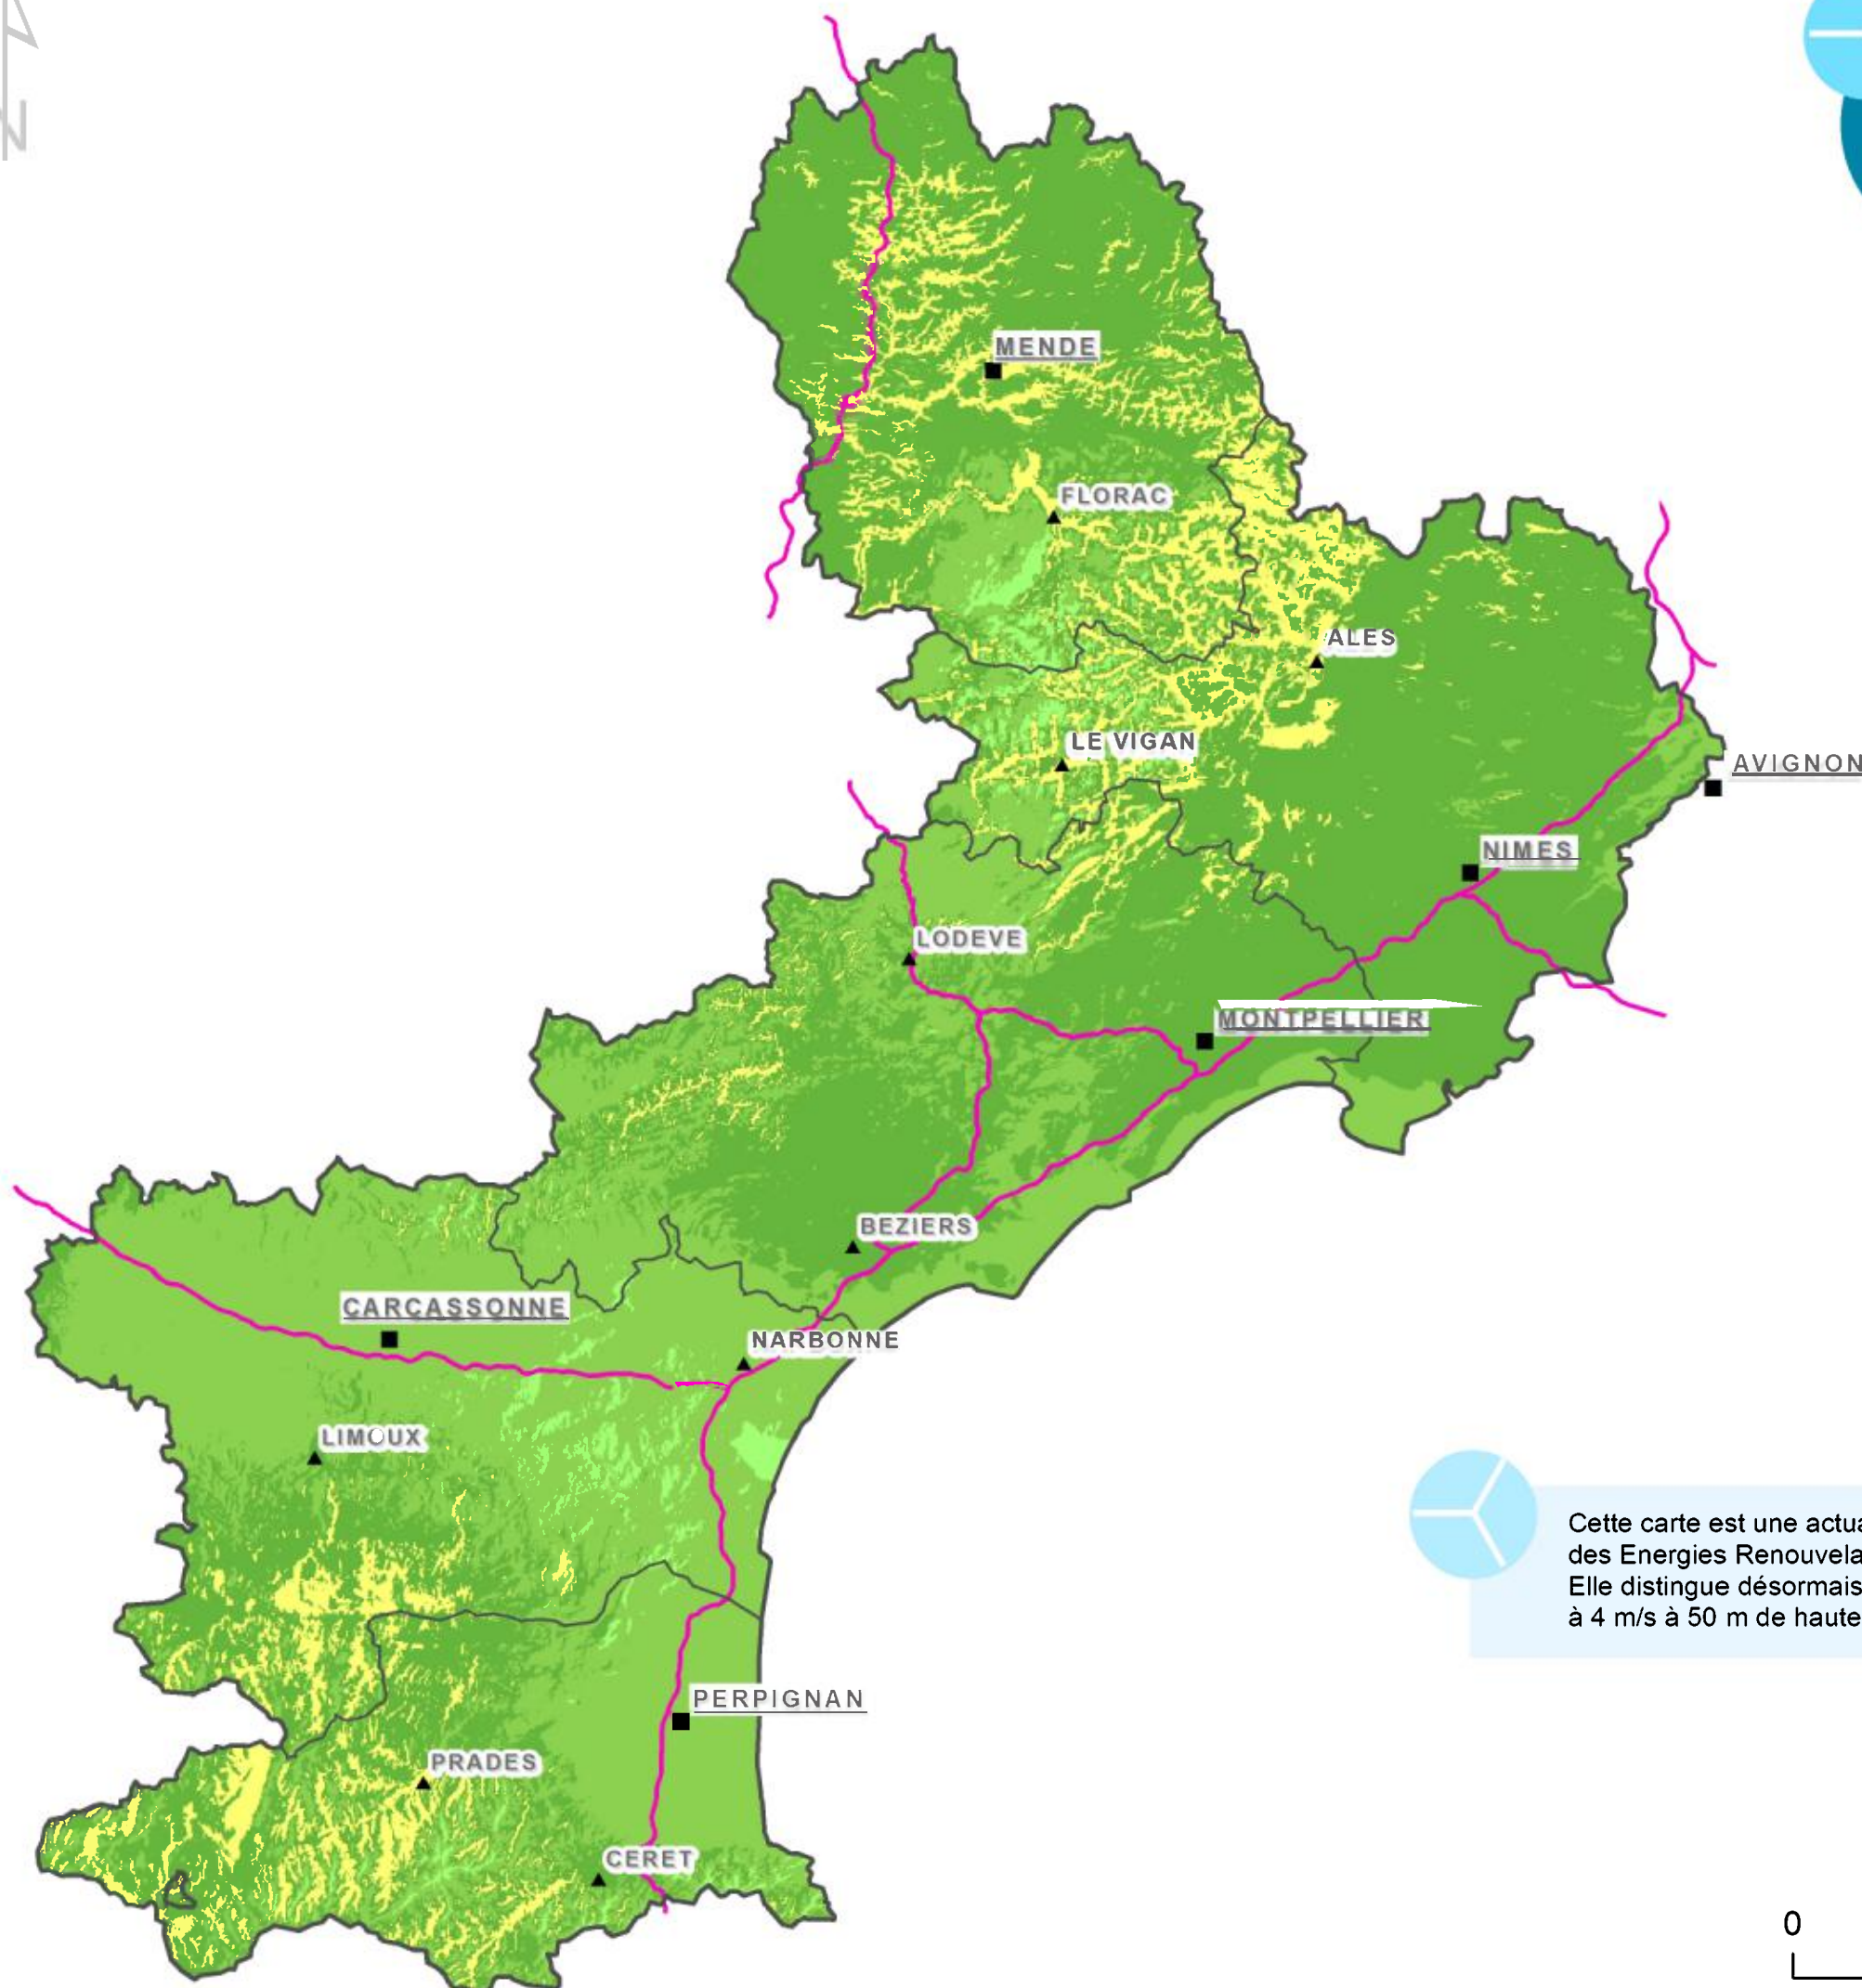 N
MENDE
FLORAC
ALES
LE VIGAN
AVIGNON
NIMES
LODEVE
MONTPELLIER
BEZIERS
CARCASSONNE
NARBONNE
LIMOUX
Cette carte est une actua
des Energies Renouvela
Elle distingue désormais
à 4 m/s à 50 m de haute
PERPIGNAN
PRADES
CERET
0